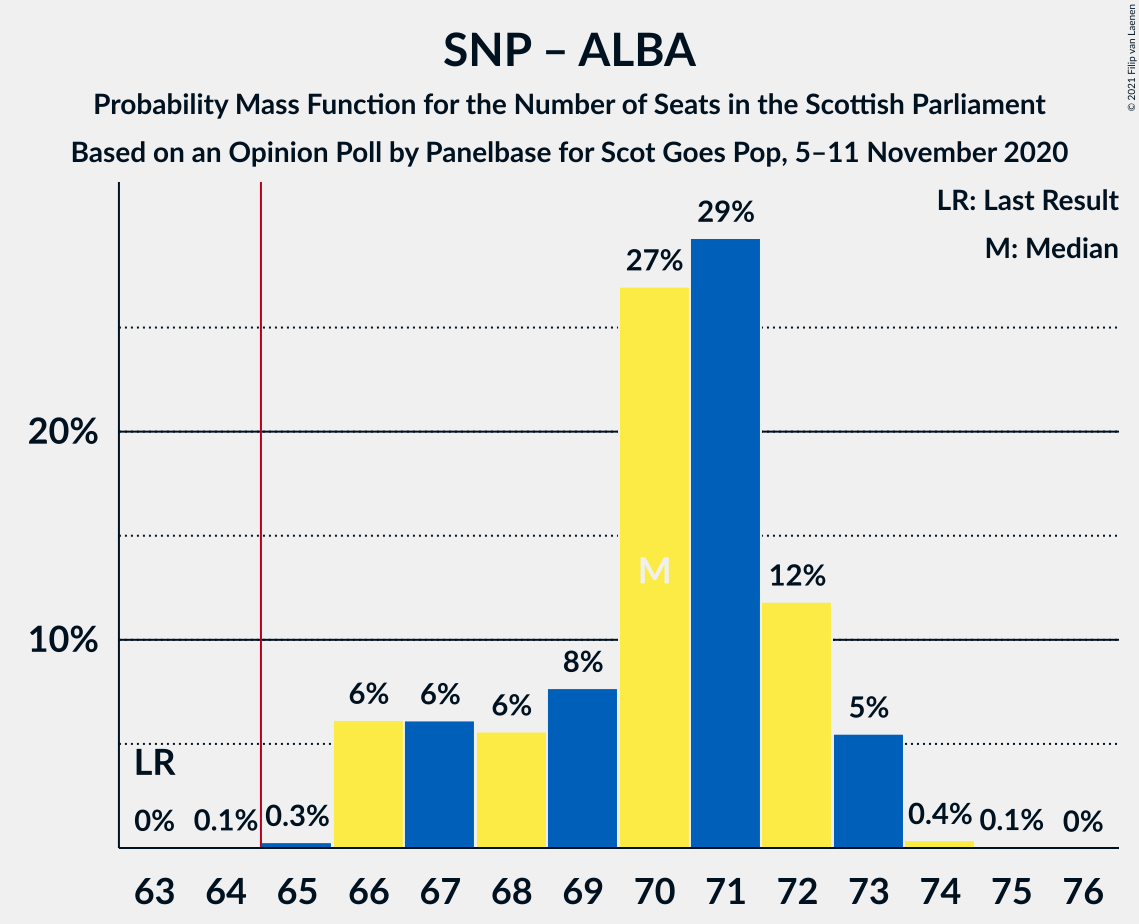 SNP – ALBA
Probability Mass Function for the Number of Seats in the Scottish Parliament
Based on an Opinion Poll by Panelbase for Scot Goes Pop, 5–11 November 2020
© 2021 Filip van Laenen
LR: Last Result
M: Median
20%
10%
LR
0%
0.1%
0.3%
6%
6%
6%
8%
27%
M
29%
12%
5%
0.4%
0.1%
0%
63 64 65 66 67 68 69 70 71 72 73 74 75 76